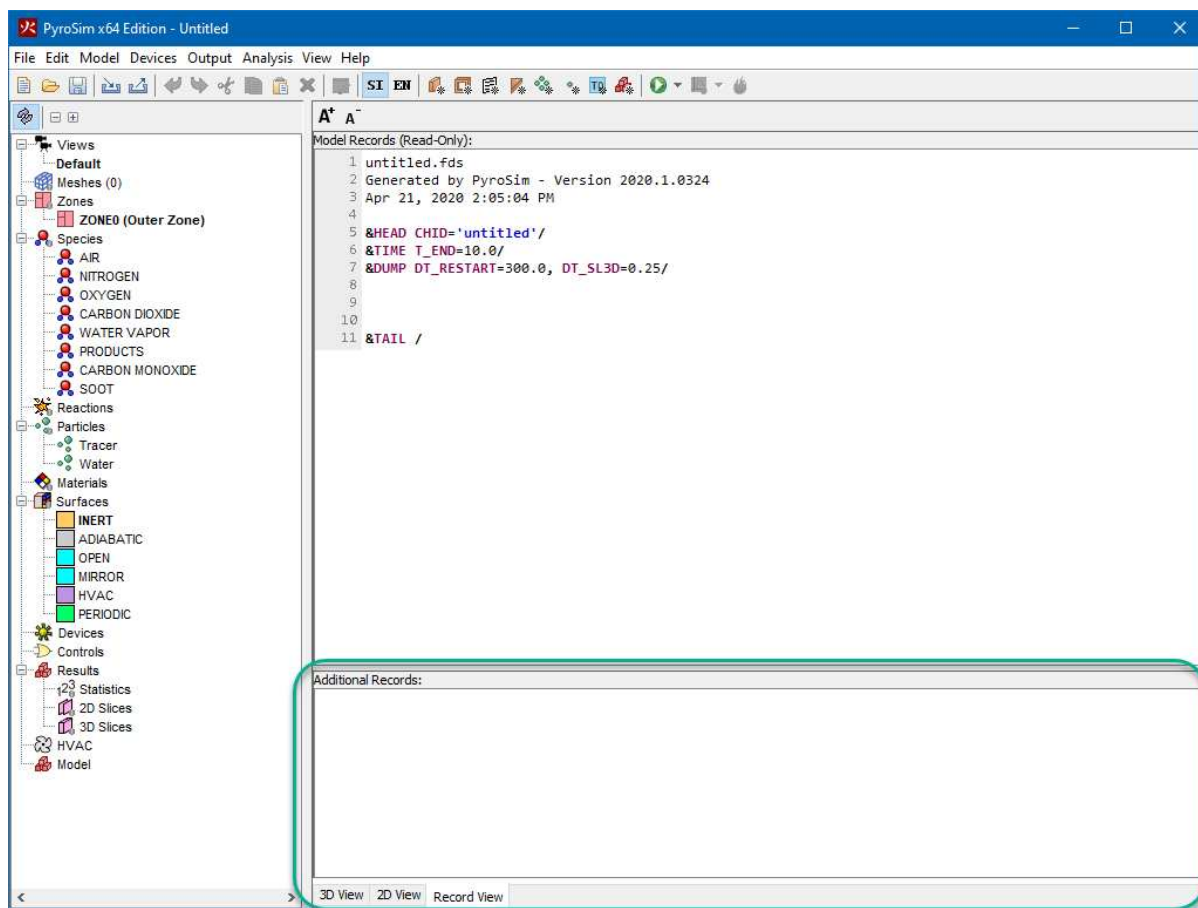 PyroSim x64 Edition - Untitled
File Edit Model Devices Output Analysis View Help
SI EN
A+ A-
Views
Default
Meshes (0)
Zones
ZONE0 (Outer Zone)
Species
AIR
NITROGEN
OXYGEN
CARBON DIOXIDE
WATER VAPOR
PRODUCTS
CARBON MONOXIDE
SOOT
Reactions
Particles
Tracer
Water
Materials
Surfaces
INERT
ADIABATIC
OPEN
MIRROR
HVAC
PERIODIC
Devices
Controls
Results
Statistics
2D Slices
3D Slices
HVAC
Model
Model Records (Read-Only):
1 untitled.fds
2 Generated by PyroSim - Version 2020.1.0324
3 Apr 21, 2020 2:05:04 PM
4
5 &HEAD CHID='untitled'/
6 &TIME T_END=10.0/
7 &DUMP DT_RESTART=300.0, DT_SL3D=0.25/
8
9
10
11 &TAIL /
Additional Records:
3D View 2D View Record View